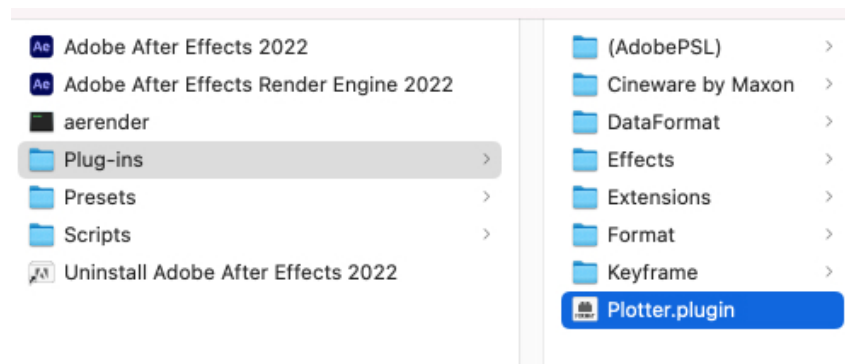 Adobe After Effects 2022
Adobe After Effects Render Engine 2022
aerender
Plug-ins
Presets
Scripts
Uninstall Adobe After Effects 2022
(AdobePSL)
Cineware by Maxon
DataFormat
Effects
Extensions
Format
Keyframe
Plotter.plugin